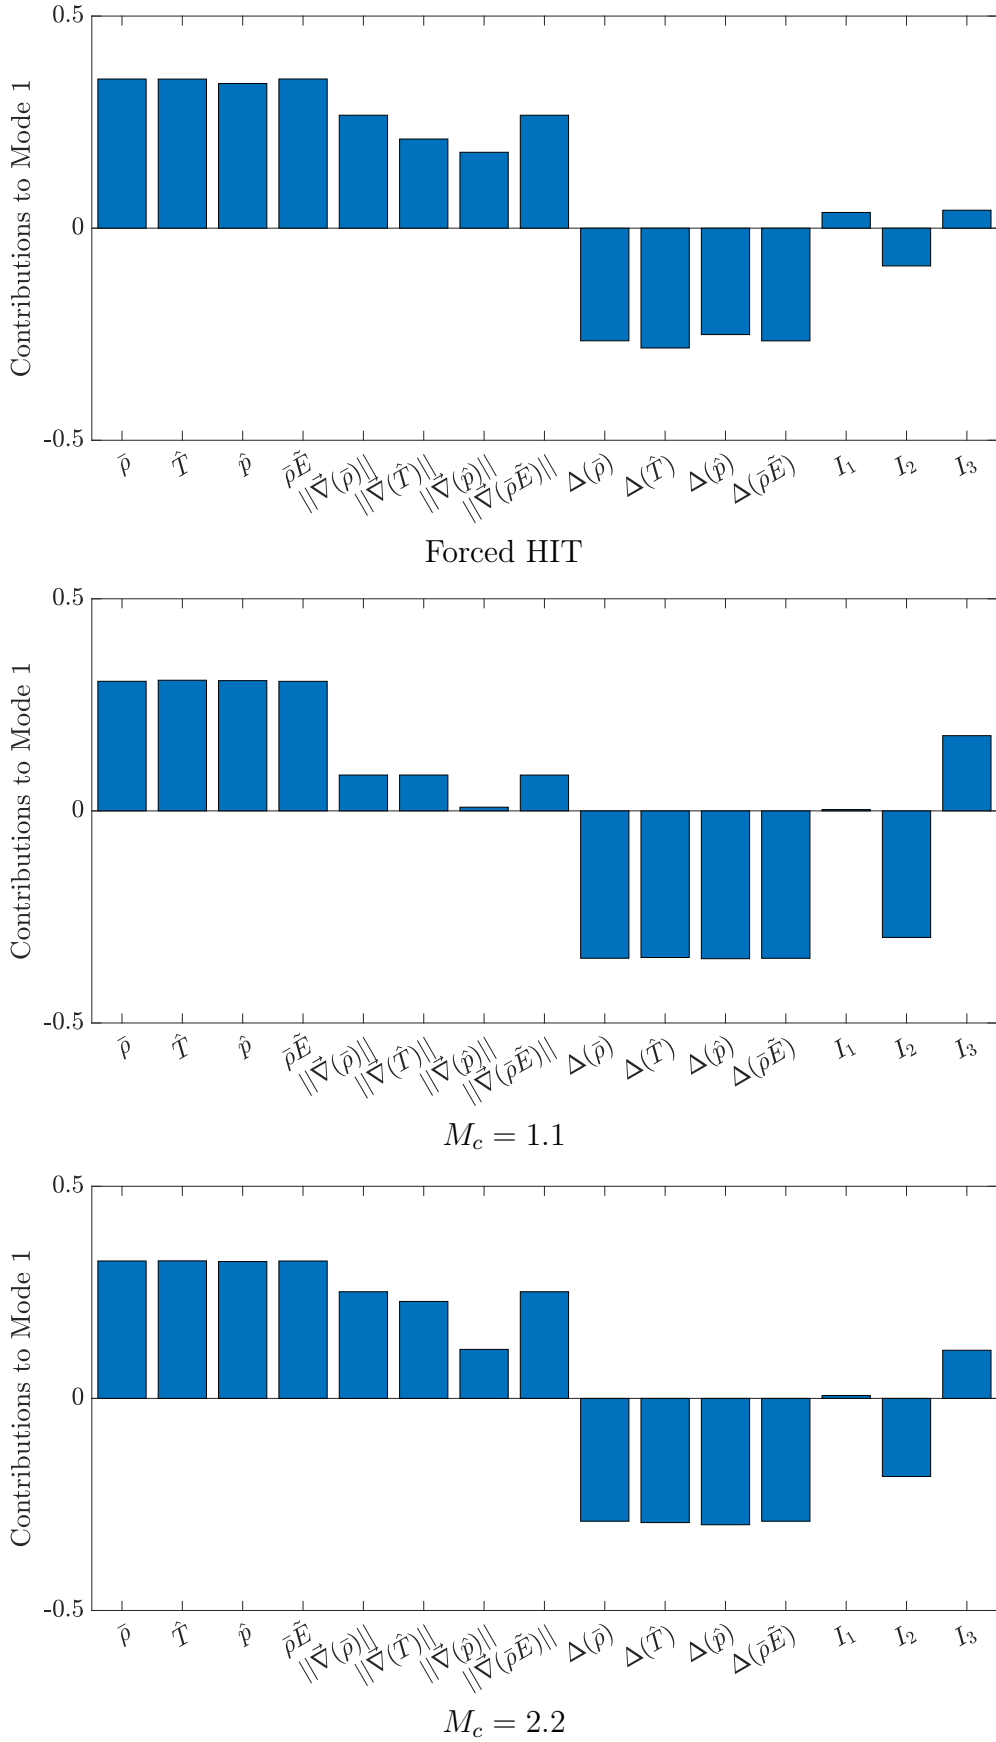 0.5
Contributions to Mode 1
0
-0.5
ρ̄ T̂ p̂ ρ̄Ẽ ||∇⃗(ρ̄)|| ||∇⃗(T̂)|| ||∇⃗(p̂)|| ||∇⃗(ρ̄Ẽ)|| Δ(ρ̄) Δ(T̂) Δ(p̂) Δ(ρ̄Ẽ) I₁ I₂ I₃
Forced HIT
0.5
Contributions to Mode 1
0
-0.5
ρ̄ T̂ p̂ ρ̄Ẽ ||∇⃗(ρ̄)|| ||∇⃗(T̂)|| ||∇⃗(p̂)|| ||∇⃗(ρ̄Ẽ)|| Δ(ρ̄) Δ(T̂) Δ(p̂) Δ(ρ̄Ẽ) I₁ I₂ I₃
M_c = 1.1
0.5
Contributions to Mode 1
0
-0.5
ρ̄ T̂ p̂ ρ̄Ẽ ||∇⃗(ρ̄)|| ||∇⃗(T̂)|| ||∇⃗(p̂)|| ||∇⃗(ρ̄Ẽ)|| Δ(ρ̄) Δ(T̂) Δ(p̂) Δ(ρ̄Ẽ) I₁ I₂ I₃
M_c = 2.2